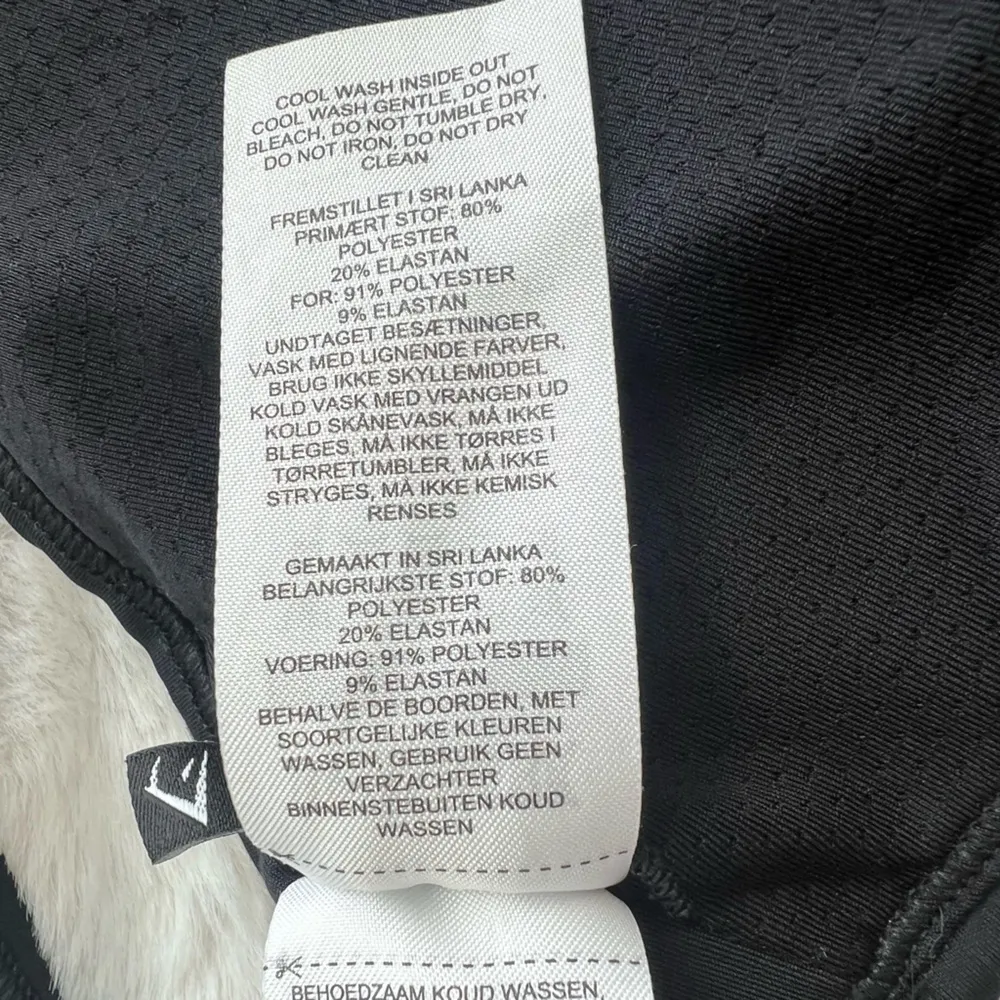 COOL WASH INSIDE OUT
COOL WASH GENTLE, DO NOT
BLEACH, DO NOT TUMBLE DRY,
DO NOT IRON, DO NOT DRY
CLEAN
FREMSTILLET I SRI LANKA
PRIMÆRT STOF: 80%
POLYESTER
20% ELASTAN
FOR: 91% POLYESTER
9% ELASTAN
UNDTAGET BESÆTNINGER,
VASK MED LIGNENDE FARVER,
BRUG IKKE SKYLLEMIDDEL
KOLD VASK MED VRANGEN UD
KOLD SKÅNEVASK, MÅ IKKE
BLEGES, MÅ IKKE TØRRES I
TØRRETUMBLER, MÅ IKKE
STRYGES, MÅ IKKE KEMISK
RENSES
GEMAAKT IN SRI LANKA
BELANGRIJKSTE STOF: 80%
POLYESTER
20% ELASTAN
VOERING: 91% POLYESTER
9% ELASTAN
BEHALVE DE BOORDEN, MET
SOORTGELIJKE KLEUREN
WASSEN, GEBRUIK GEEN
VERZACHTER
BINNENSTEBUITEN KOUD
WASSEN
BEHOEDZAAM KOUD WASSEN,